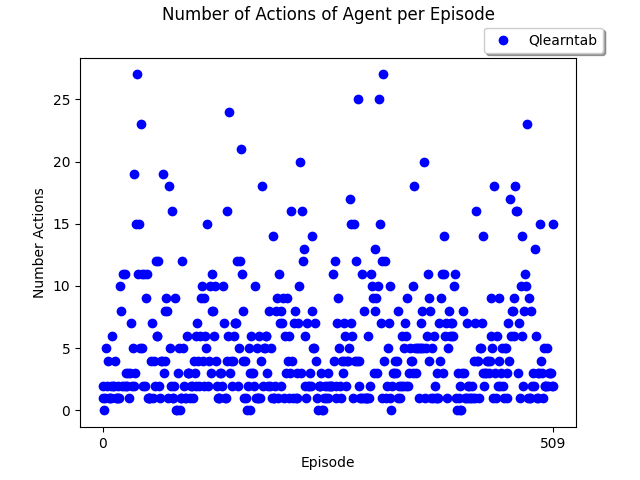 Number of Actions of Agent per Episode
Qlearntab
25
20
15
10
5
0
Number Actions
0 509
Episode